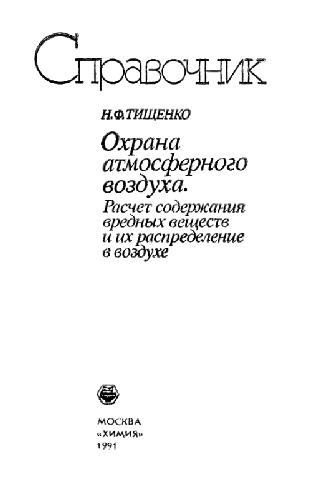 Справочник
Н.Ф.ТИЩЕНКО
Охрана
атмосферного
воздуха.
Расчет содержания
вредных веществ
и их распределение
в воздухе
МОСКВА
«ХИМИЯ»
1991